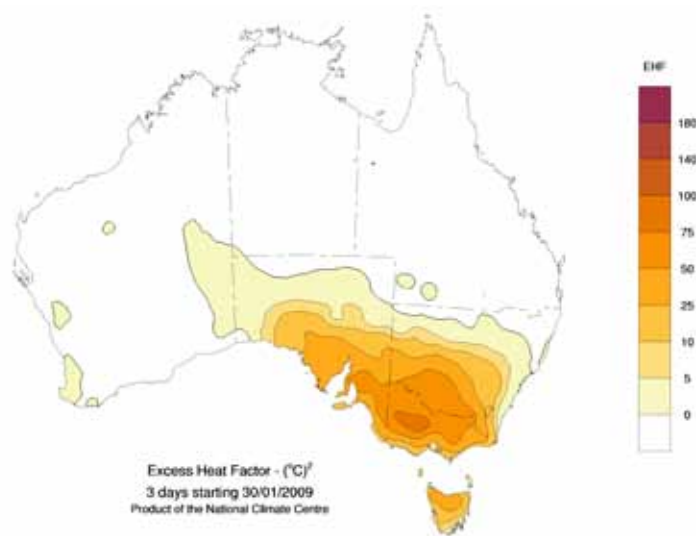 EHF
180
140
100
75
50
25
10
5
0
Excess Heat Factor - (°C)²
3 days starting 30/01/2009
Product of the National Climate Centre